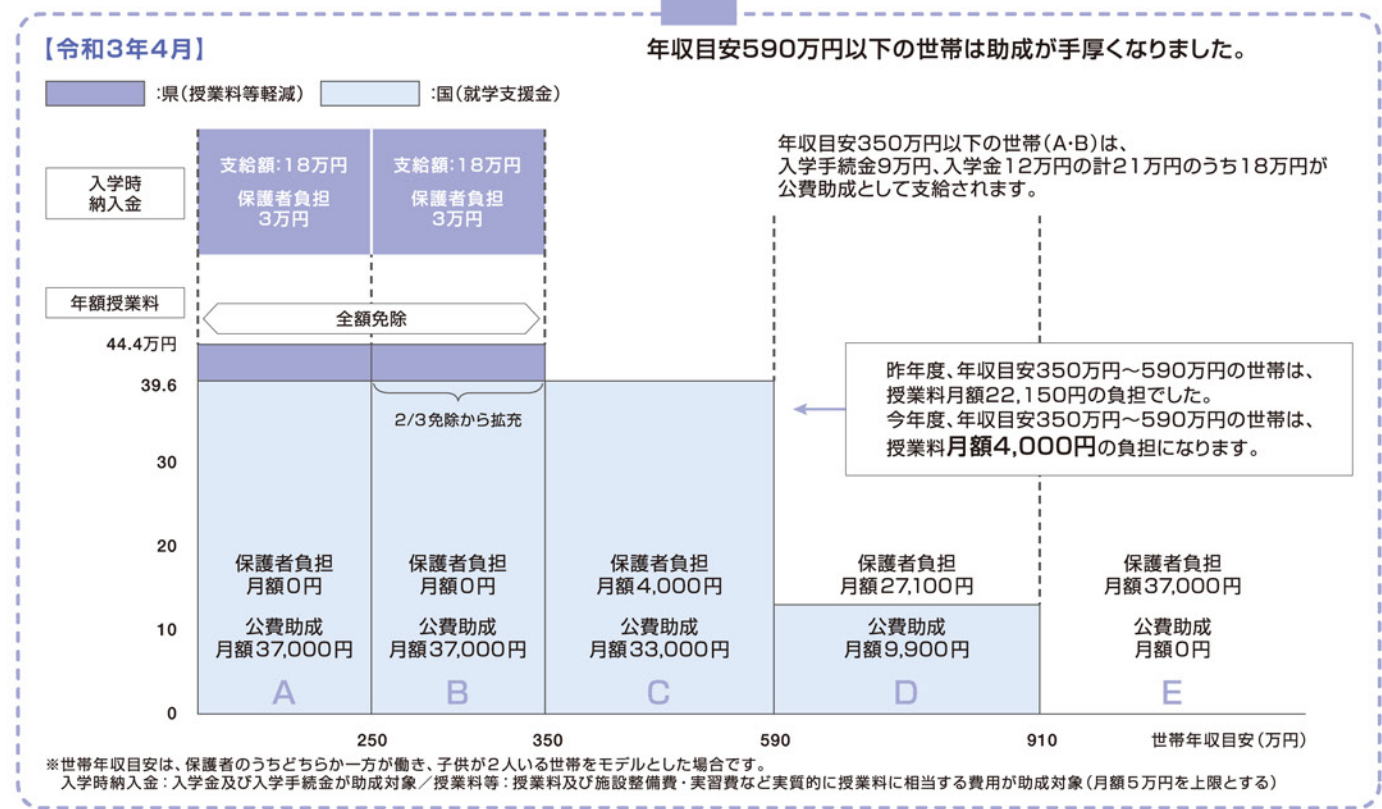 【令和3年4月】
年収目安590万円以下の世帯は助成が手厚くなりました。
:県(授業料等軽減)
:国(就学支援金)
入学時
納入金
支給額:18万円
保護者負担
3万円
支給額:18万円
保護者負担
3万円
年収目安350万円以下の世帯(A・B)は、
入学手続金9万円、入学金12万円の計21万円のうち18万円が
公費助成として支給されます。
年額授業料
全額免除
44.4万円
39.6
30
20
10
0
2/3免除から拡充
昨年度、年収目安350万円～590万円の世帯は、
授業料月額22,150円の負担でした。
今年度、年収目安350万円～590万円の世帯は、
授業料月額4,000円の負担になります。
保護者負担
月額0円
公費助成
月額37,000円
A
保護者負担
月額0円
公費助成
月額37,000円
B
保護者負担
月額4,000円
公費助成
月額33,000円
C
保護者負担
月額27,100円
公費助成
月額9,900円
D
保護者負担
月額37,000円
公費助成
月額0円
E
250
350
590
910
世帯年収目安(万円)
※世帯年収目安は、保護者のうちどちらか一方が働き、子供が2人いる世帯をモデルとした場合です。
入学時納入金：入学金及び入学手続金が助成対象／授業料等：授業料及び施設整備費・実習費など実質的に授業料に相当する費用が助成対象(月額5万円を上限とする)